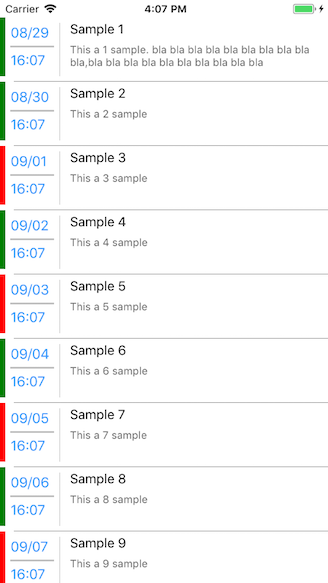 Carrier 4:07 PM
08/29 Sample 1
16:07 This a 1 sample. bla bla bla bla bla bla bla bla bla
bla,bla bla bla bla bla bla bla bla bla bla
08/30 Sample 2
16:07 This a 2 sample
09/01 Sample 3
16:07 This a 3 sample
09/02 Sample 4
16:07 This a 4 sample
09/03 Sample 5
16:07 This a 5 sample
09/04 Sample 6
16:07 This a 6 sample
09/05 Sample 7
16:07 This a 7 sample
09/06 Sample 8
16:07 This a 8 sample
09/07 Sample 9
16:07 This a 9 sample